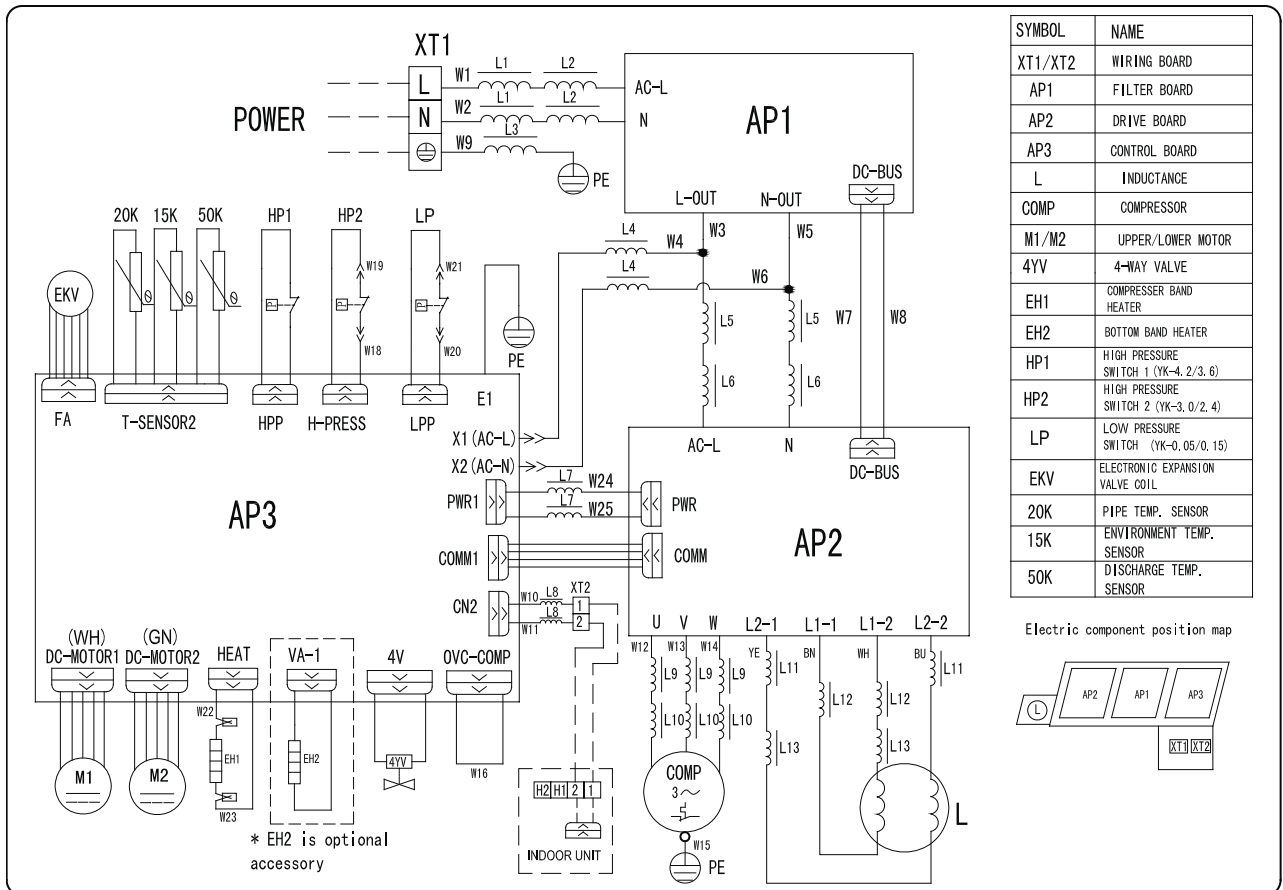 XT1
POWER
L
N
W1
L1
L2
W2
L1
L2
W9
L3
PE
AC-L
N
AP1
DC-BUS
L-OUT
N-OUT
20K
15K
50K
HP1
HP2
LP
W19
W21
W18
W20
EKV
θ
θ
θ
P
P
P
PE
L4
W4
W3
W5
L4
W6
L5
L5
W7
W8
L6
L6
FA
T-SENSOR2
HPP
H-PRESS
LPP
E1
X1 (AC-L)
X2 (AC-N)
AP3
PWR1
L7
W24
L7
W25
PWR
COMM1
COMM
CN2
W10
L8
XT2
W11
L8
1
2
AC-L
N
DC-BUS
AP2
U
V
W
L2-1
L1-1
L1-2
L2-2
W12
W13
W14
YE
BN
WH
BU
L9
L9
L9
L11
L11
L12
L12
L10
L10
L10
L13
L13
COMP
3~
W15
PE
L
(WH)
DC-MOTOR1
(GN)
DC-MOTOR2
HEAT
VA-1
4V
OVC-COMP
W22
EH1
W23
EH2
4YV
W16
M1
M2
* EH2 is optional
accessory
H2 H1 2 1
INDOOR UNIT
SYMBOL NAME
XT1/XT2 WIRING BOARD
AP1 FILTER BOARD
AP2 DRIVE BOARD
AP3 CONTROL BOARD
L INDUCTANCE
COMP COMPRESSOR
M1/M2 UPPER/LOWER MOTOR
4YV 4-WAY VALVE
EH1 COMPRESSER BAND
HEATER
EH2 BOTTOM BAND HEATER
HP1 HIGH PRESSURE
SWITCH 1 (YK-4.2/3.6)
HP2 HIGH PRESSURE
SWITCH 2 (YK-3.0/2.4)
LP LOW PRESSURE
SWITCH (YK-0.05/0.15)
EKV ELECTRONIC EXPANSION
VALVE COIL
20K PIPE TEMP. SENSOR
15K ENVIRONMENT TEMP.
SENSOR
50K DISCHARGE TEMP.
SENSOR
Electric component position map
L
AP2
AP1
AP3
XT1 XT2